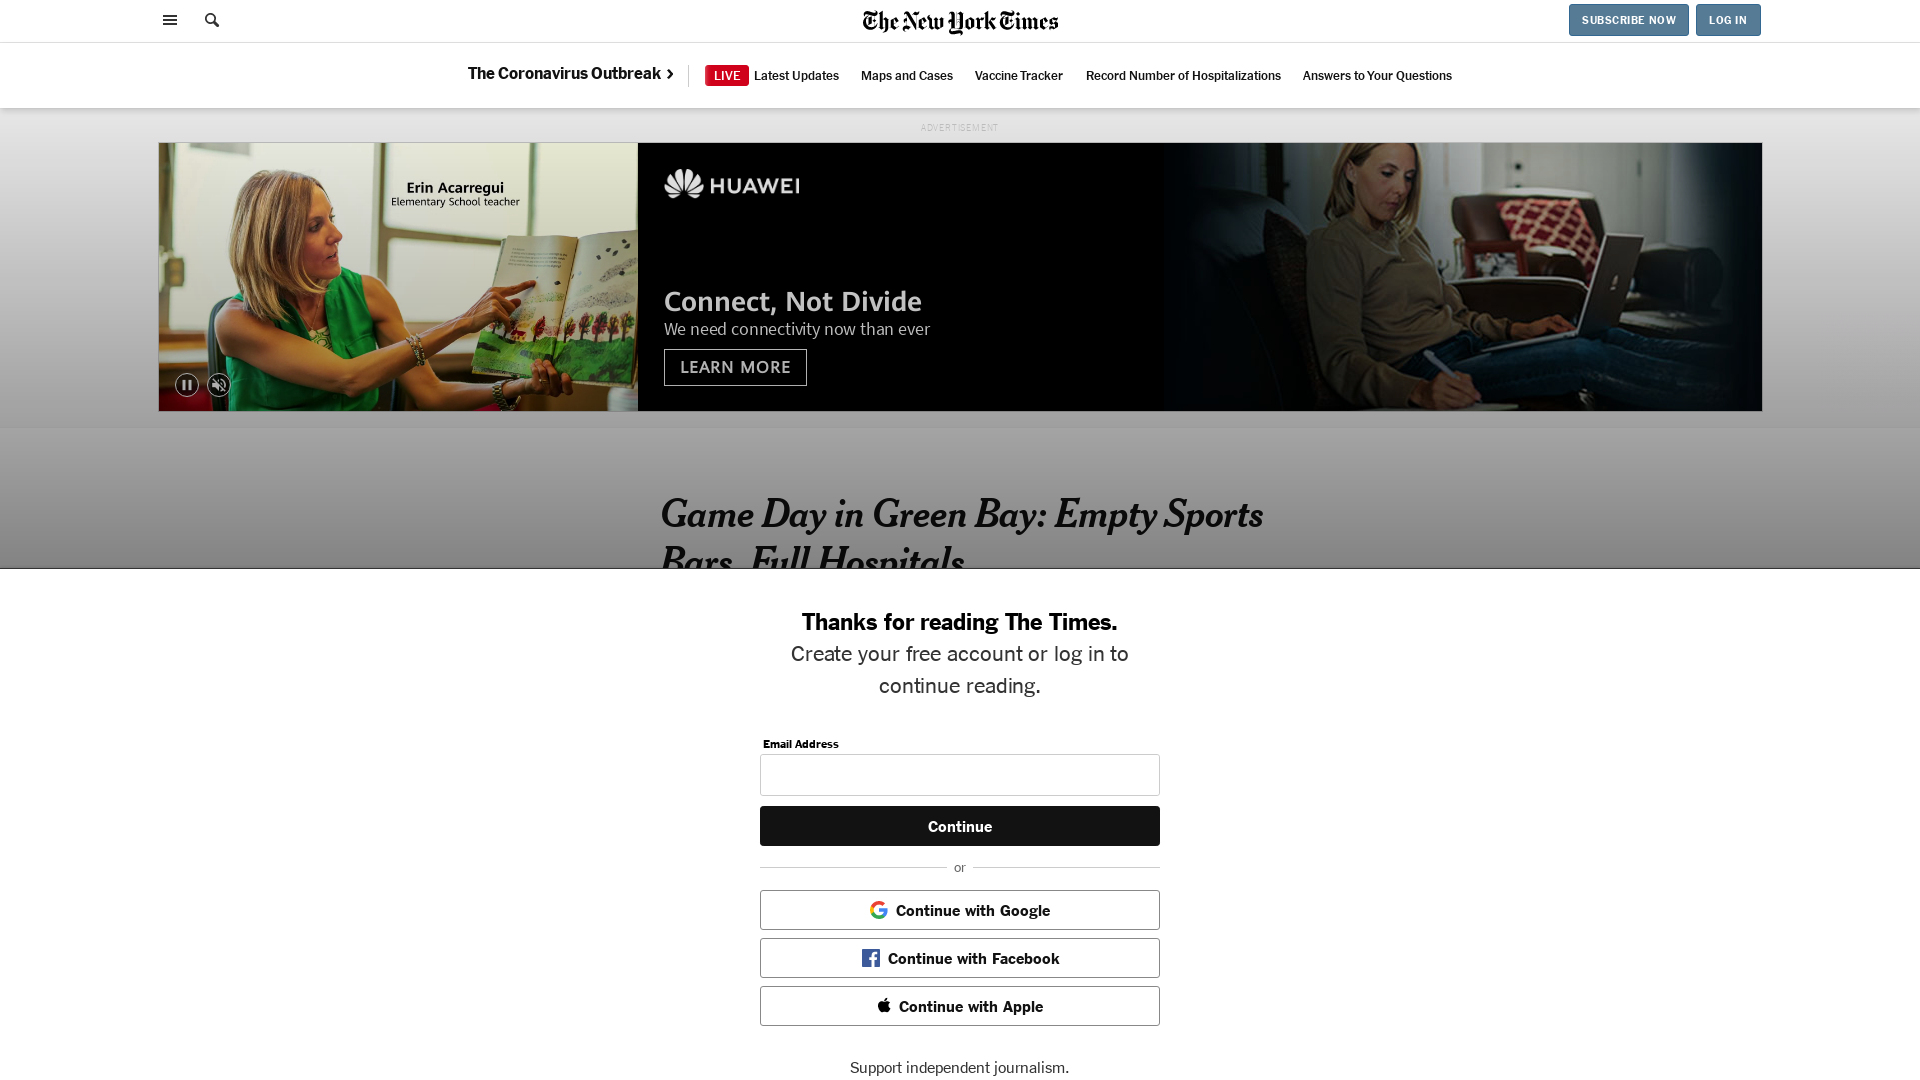 The New York Times
SUBSCRIBE NOW
LOG IN
The Coronavirus Outbreak
LIVE
Latest Updates
Maps and Cases
Vaccine Tracker
Record Number of Hospitalizations
Answers to Your Questions
ADVERTISEMENT
Erin Acarregui
Elementary School teacher
HUAWEI
Connect, Not Divide
We need connectivity now than ever
LEARN MORE
Game Day in Green Bay: Empty Sports
Bars, Full Hospitals
Thanks for reading The Times.
Create your free account or log in to
continue reading.
Email Address
Continue
or
Continue with Google
Continue with Facebook
Continue with Apple
Support independent journalism.